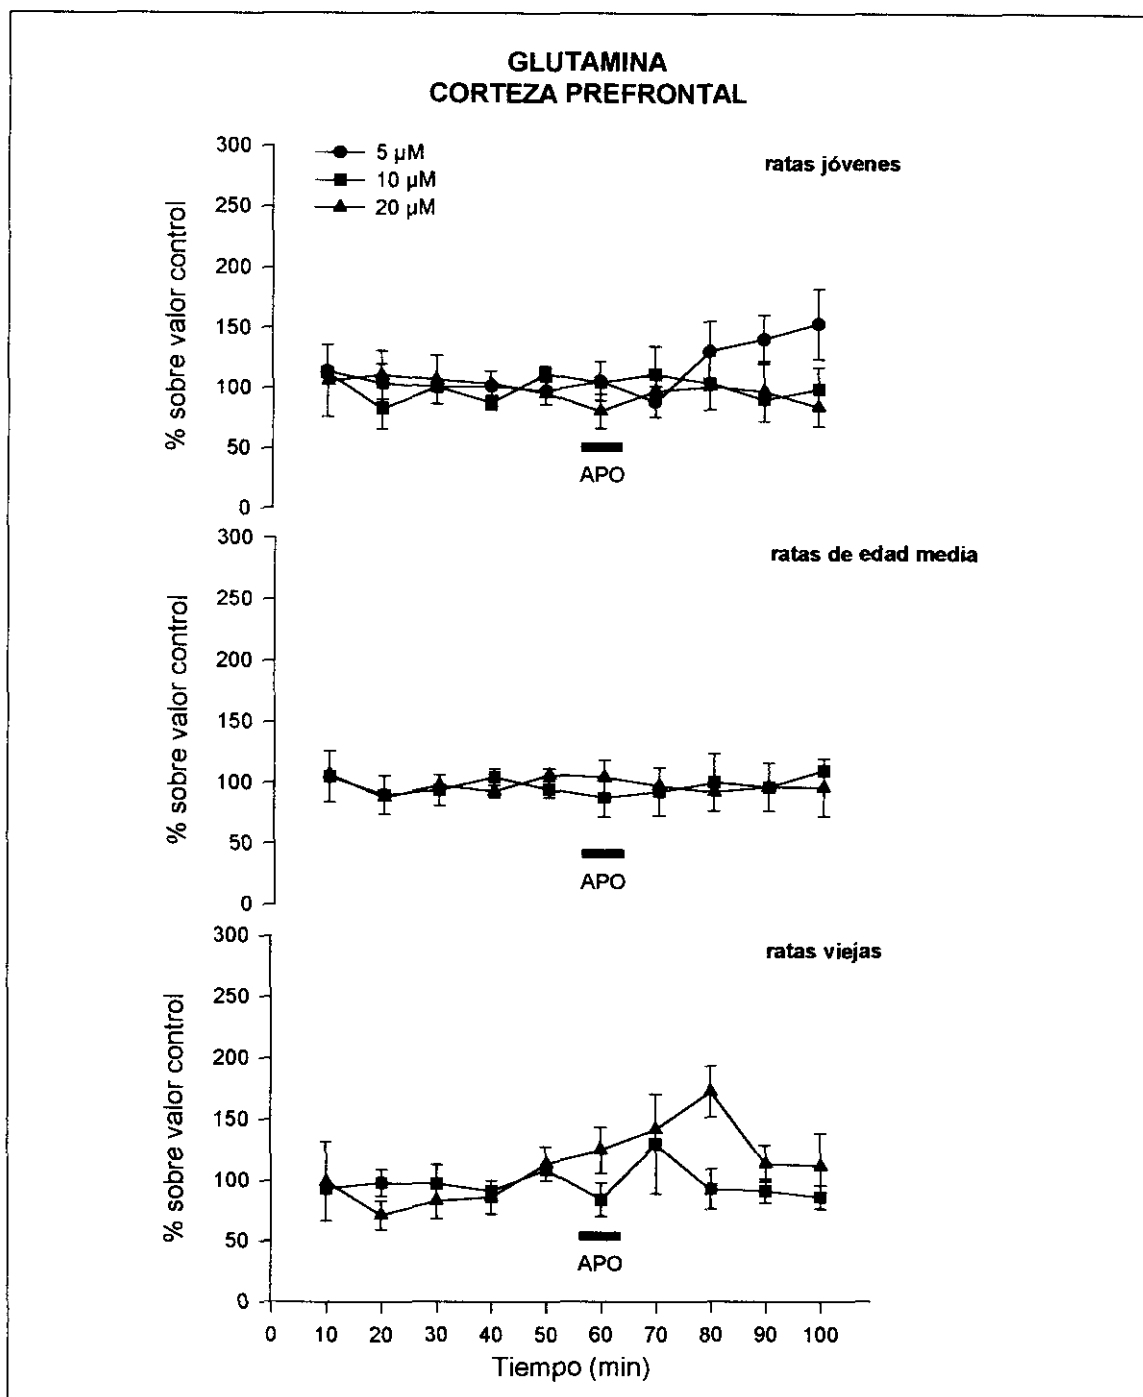 GLUTAMINA
CORTEZA PREFRONTAL
300
250
200
150
100
50
0
% sobre valor control
5 µM
10 µM
20 µM
ratas jóvenes
APO
300
250
200
150
100
50
0
% sobre valor control
ratas de edad media
APO
300
250
200
150
100
50
0
% sobre valor control
ratas viejas
APO
0 10 20 30 40 50 60 70 80 90 100
Tiempo (min)